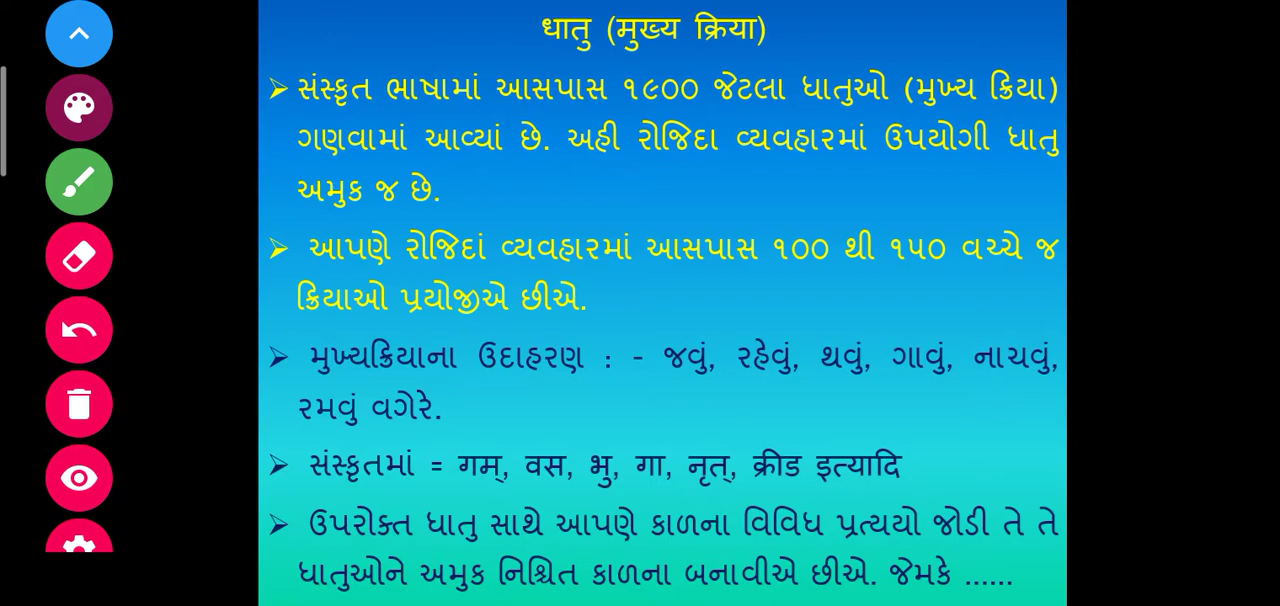 धातु (मुख्य क्रिया)
➢ સંસ્કૃત ભાષામાં આસપાસ ૧૯૦૦ જેટલા ધાતુઓ (મુખ્ય ક્રિયા)
ગણવામાં આવ્યાં છે. અહી રોજિદા વ્યવહારમાં ઉપયોગી ધાતુ
અમુક જ છે.
➢ આપણે રોજિદાં વ્યવહારમાં આસપાસ ૧૦૦ થી ૧૫૦ વચ્ચે જ
ક્રિયાઓ પ્રયોજીએ છીએ.
➢ મુખ્યક્રિયાના ઉદાહરણ : - જવું, રહેવું, થવું, ગાવું, નાચવું,
રમવું વગેરે.
➢ સંસ્કૃતમાં = गम्, वस, भु, गा, नृत्, क्रीड इत्यादि
➢ ઉપરોક્ત ધાતુ સાથે આપણે કાળના વિવિધ પ્રત્યયો જોડી તે તે
ધાતુઓને અમુક નિશ્ચિત કાળના બનાવીએ છીએ. જેમકે ......